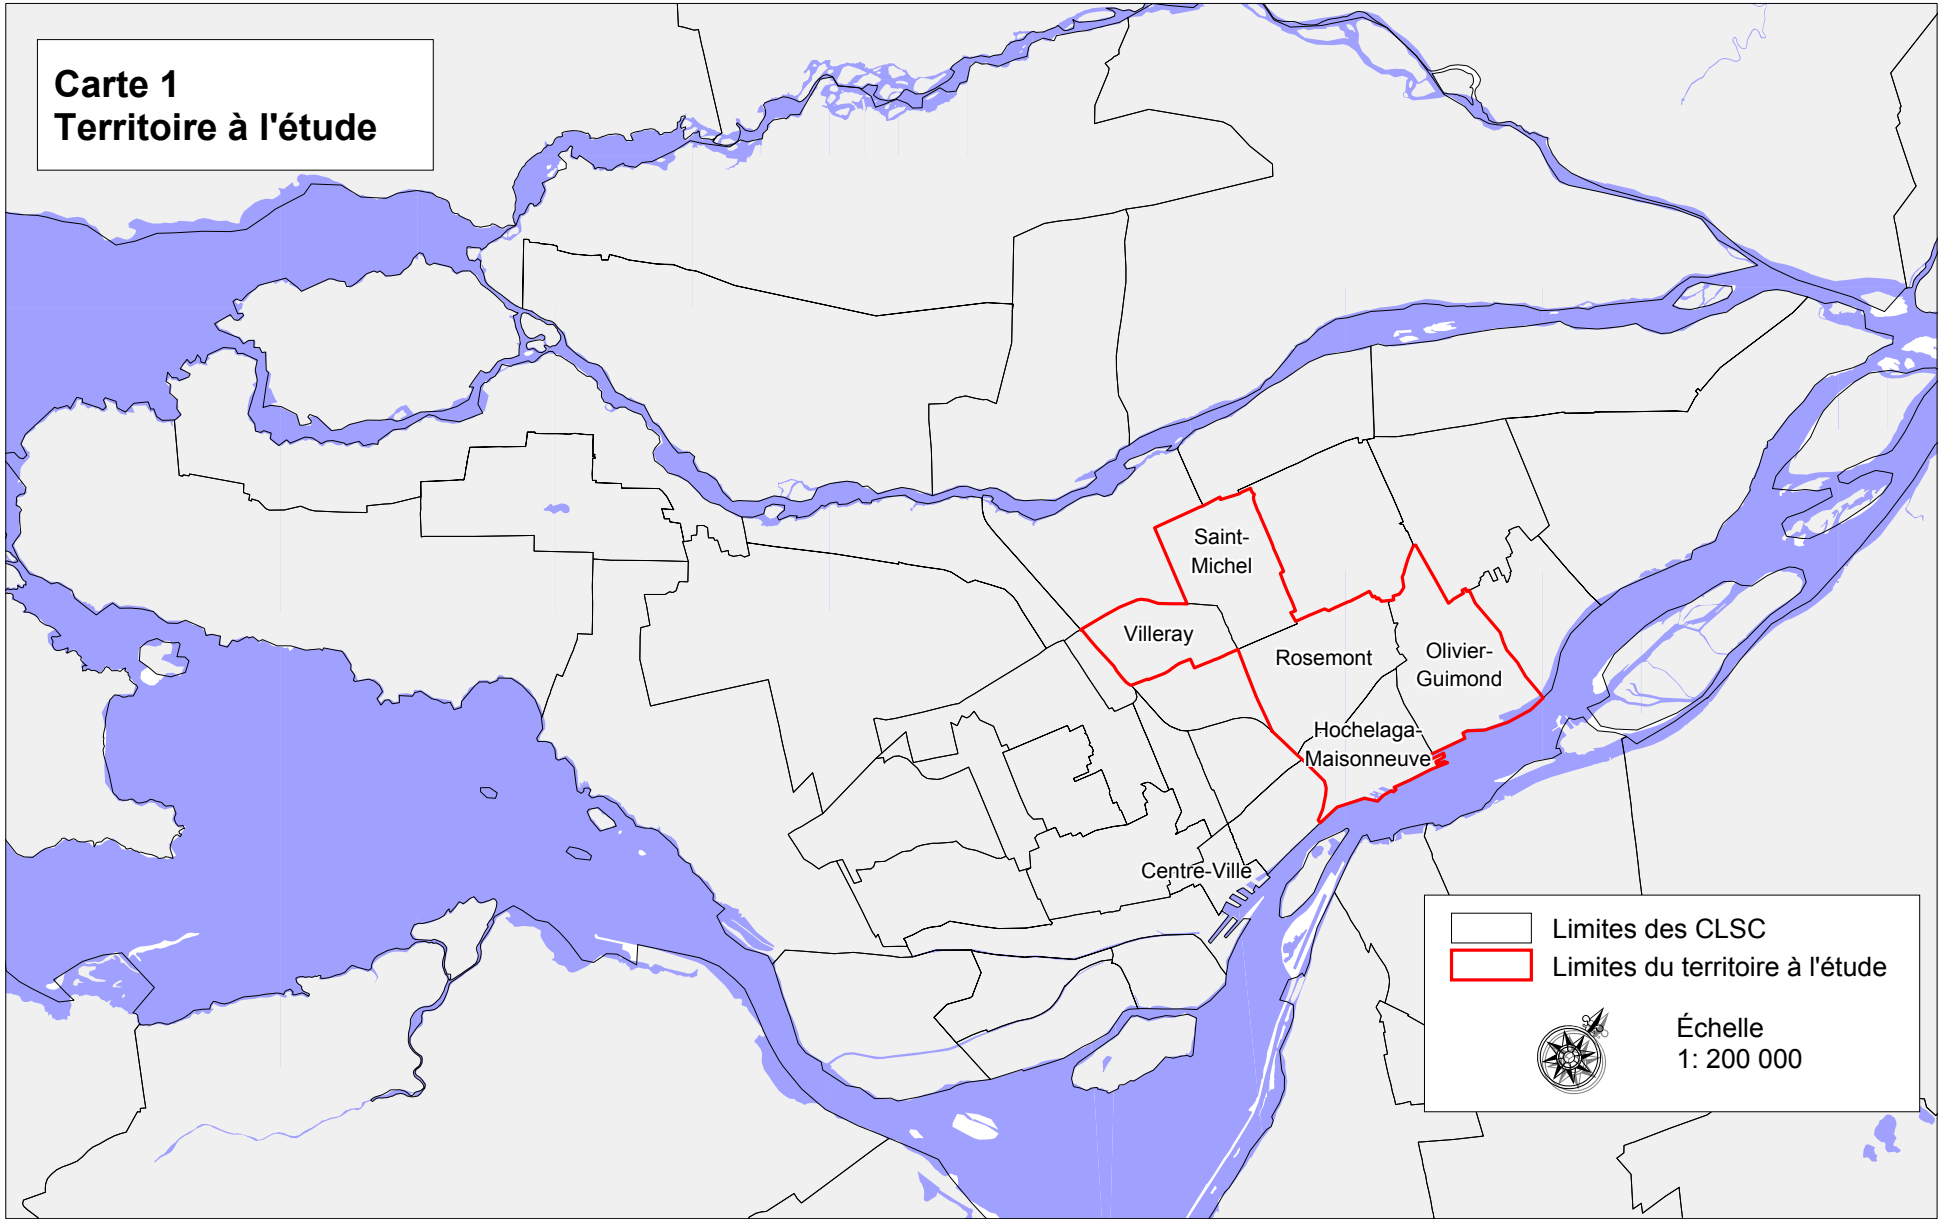 Carte 1
Territoire à l'étude
Saint-
Michel
Villeray
Rosemont
Olivier-
Guimond
Hochelaga-
Maisonneuve
Centre-Ville
Limites des CLSC
Limites du territoire à l'étude
Échelle
1: 200 000